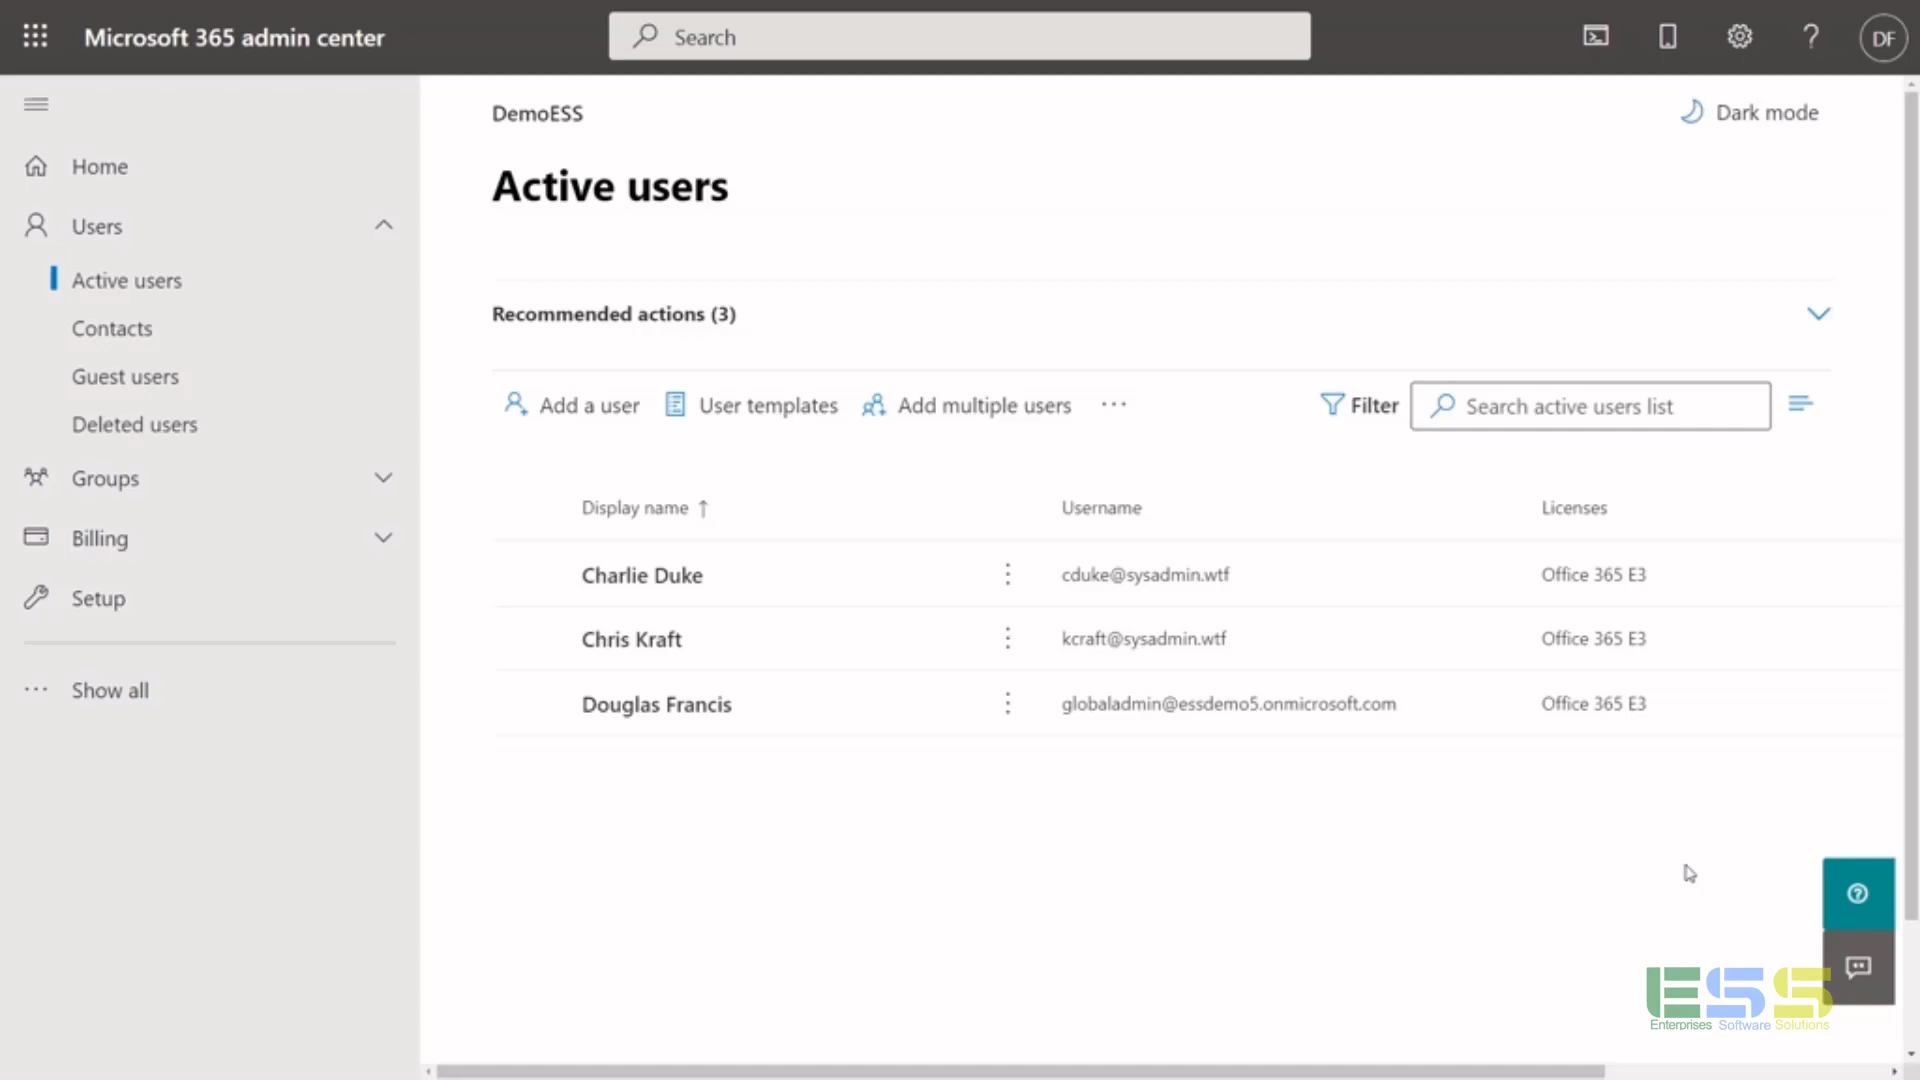 Microsoft 365 admin center
Search
DF
DemoESS
Dark mode
Home
Users
Active users
Contacts
Guest users
Deleted users
Groups
Billing
Setup
Show all
Active users
Recommended actions (3)
Add a user
User templates
Add multiple users
Filter
Search active users list
Display name ↑ Username Licenses
Charlie Duke cduke@sysadmin.wtf Office 365 E3
Chris Kraft kcraft@sysadmin.wtf Office 365 E3
Douglas Francis globaladmin@essdemo5.onmicrosoft.com Office 365 E3
ESS
Enterprises Software Solutions